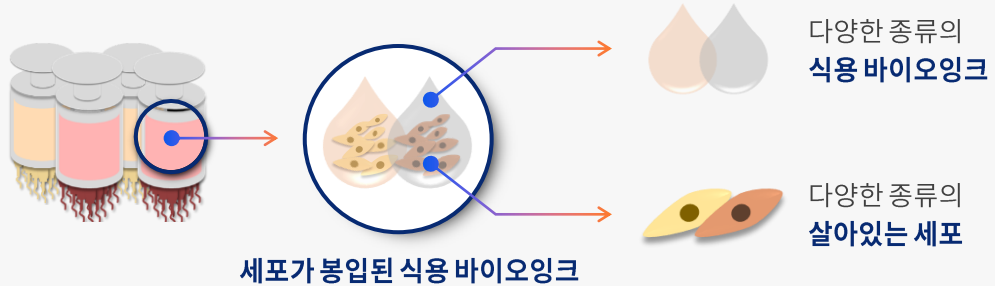 다양한 종류의
식용 바이오잉크
다양한 종류의
살아있는 세포
세포가 봉입된 식용 바이오잉크